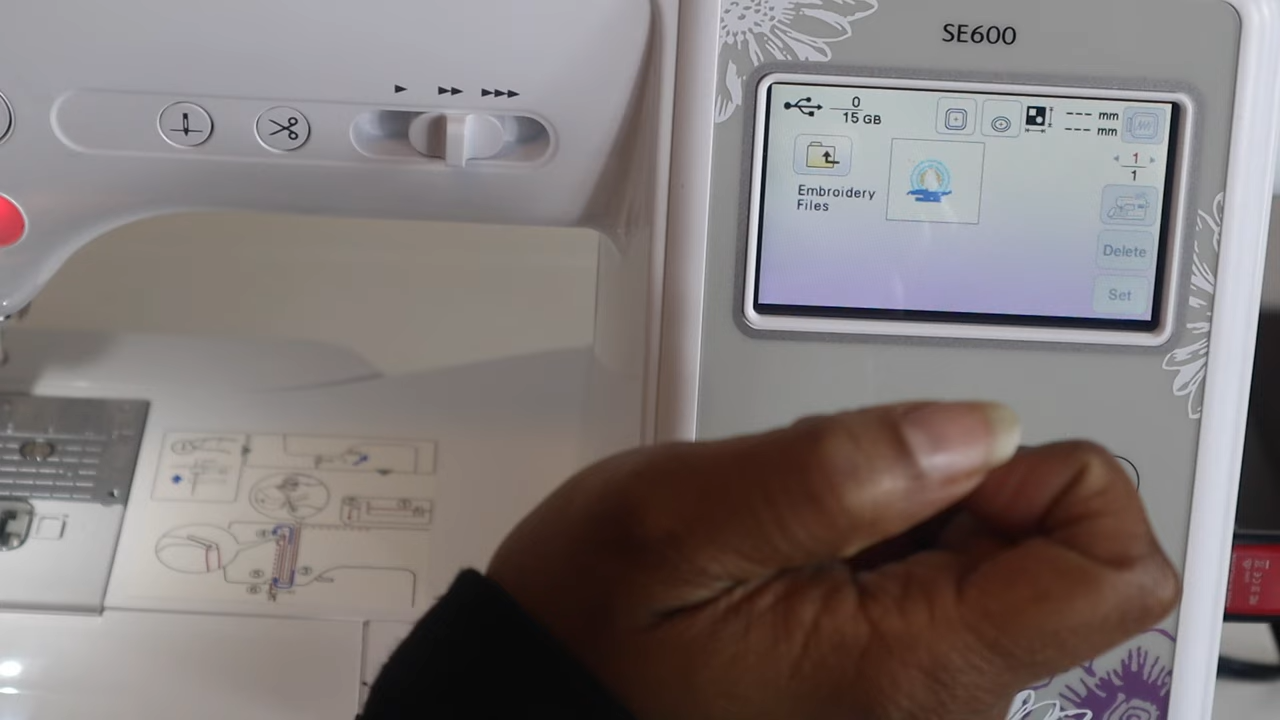 SE600
0
15 GB
--- mm
--- mm
Embroidery
Files
1
1
Delete
Set